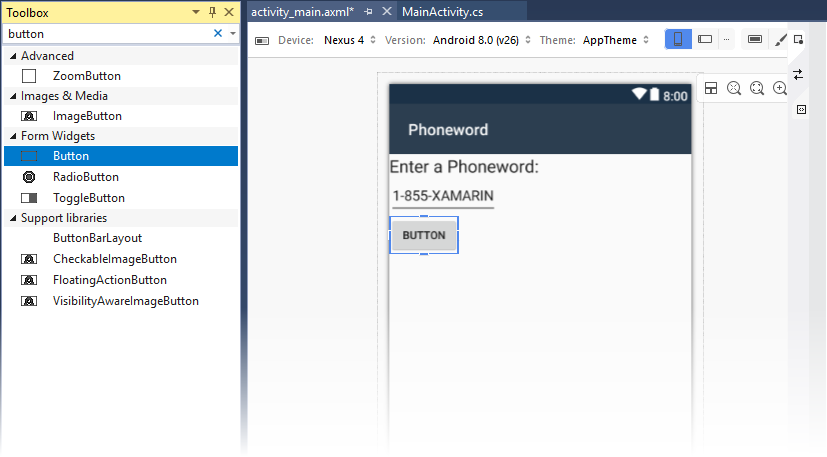 Toolbox
button
Advanced
ZoomButton
Images & Media
ImageButton
Form Widgets
Button
RadioButton
ToggleButton
Support libraries
ButtonBarLayout
CheckableImageButton
FloatingActionButton
VisibilityAwareImageButton
activity_main.axml* MainActivity.cs
Device: Nexus 4 Version: Android 8.0 (v26) Theme: AppTheme ...
8:00
Phoneword
Enter a Phoneword:
1-855-XAMARIN
BUTTON